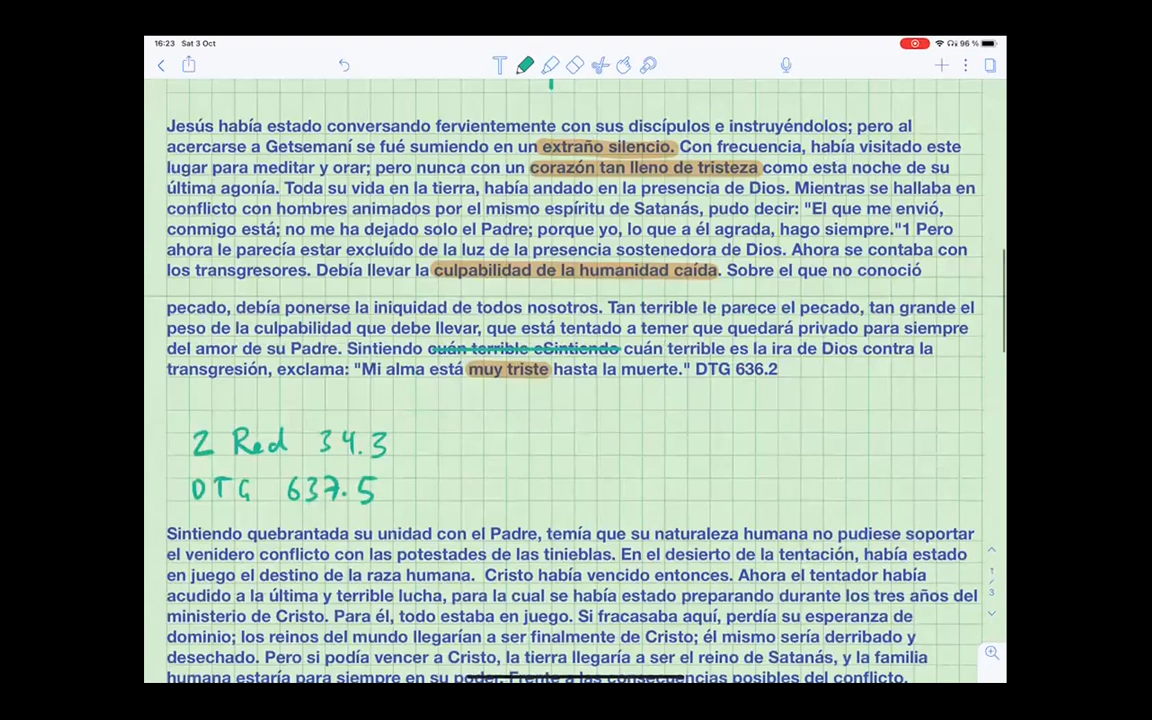 16:23 Sat 3 Oct 96 %
Jesús había estado conversando fervientemente con sus discípulos e instruyéndolos; pero al
acercarse a Getsemaní se fué sumiendo en un extraño silencio. Con frecuencia, había visitado este
lugar para meditar y orar; pero nunca con un corazón tan lleno de tristeza como esta noche de su
última agonía. Toda su vida en la tierra, había andado en la presencia de Dios. Mientras se hallaba en
conflicto con hombres animados por el mismo espíritu de Satanás, pudo decir: "El que me envió,
conmigo está; no me ha dejado solo el Padre; porque yo, lo que a él agrada, hago siempre."1 Pero
ahora le parecía estar excluído de la luz de la presencia sostenedora de Dios. Ahora se contaba con
los transgresores. Debía llevar la culpabilidad de la humanidad caída. Sobre el que no conoció
pecado, debía ponerse la iniquidad de todos nosotros. Tan terrible le parece el pecado, tan grande el
peso de la culpabilidad que debe llevar, que está tentado a temer que quedará privado para siempre
del amor de su Padre. Sintiendo cuán terrible eSintiendo cuán terrible es la ira de Dios contra la
transgresión, exclama: "Mi alma está muy triste hasta la muerte." DTG 636.2
2 Red 34.3
DTG 637.5
Sintiendo quebrantada su unidad con el Padre, temía que su naturaleza humana no pudiese soportar
el venidero conflicto con las potestades de las tinieblas. En el desierto de la tentación, había estado
en juego el destino de la raza humana.  Cristo había vencido entonces. Ahora el tentador había
acudido a la última y terrible lucha, para la cual se había estado preparando durante los tres años del
ministerio de Cristo. Para él, todo estaba en juego. Si fracasaba aquí, perdía su esperanza de
dominio; los reinos del mundo llegarían a ser finalmente de Cristo; él mismo sería derribado y
desechado. Pero si podía vencer a Cristo, la tierra llegaría a ser el reino de Satanás, y la familia
humana estaría para siempre en su poder. Frente a las consecuencias posibles del conflicto,
1
/
3